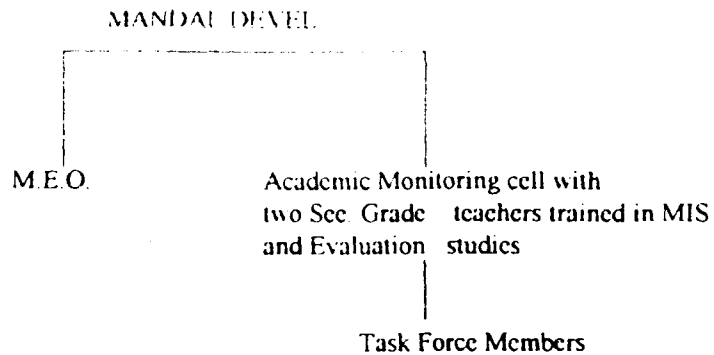 MANDAL DEVEL
M.E.O.
Academic Monitoring cell with
two Sec. Grade teachers trained in MIS
and Evaluation studies
Task Force Members